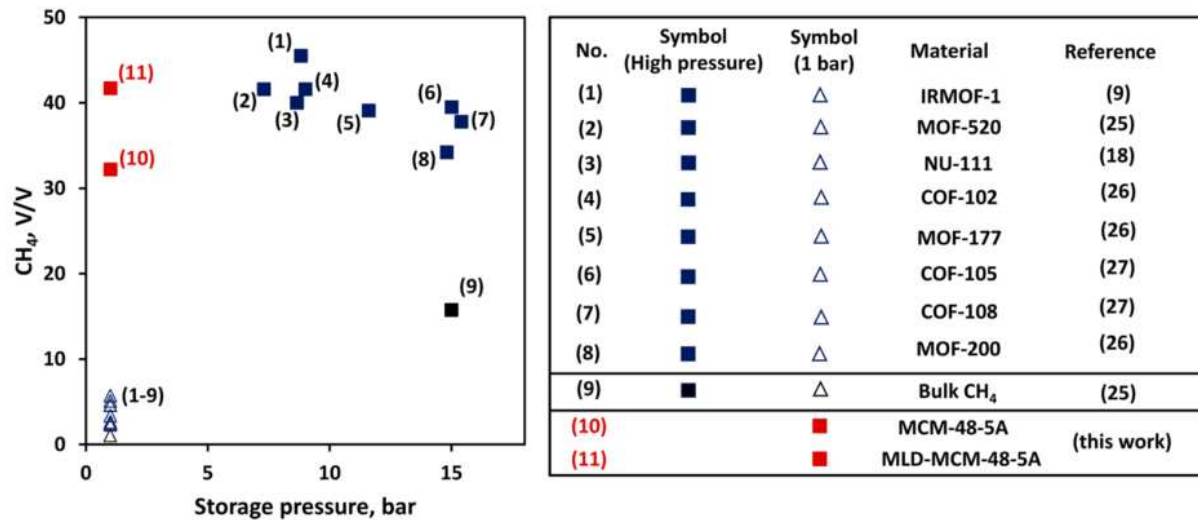 50
40
30
20
10
0
CH₄, V/V
(1)
(11)
(2)
(4)
(3)
(5)
(6)
(7)
(10)
(8)
(9)
(1-9)
0 5 10 15
Storage pressure, bar
No. Symbol (High pressure) Symbol (1 bar) Material Reference
(1) IRMOF-1 (9)
(2) MOF-520 (25)
(3) NU-111 (18)
(4) COF-102 (26)
(5) MOF-177 (26)
(6) COF-105 (27)
(7) COF-108 (27)
(8) MOF-200 (26)
(9) Bulk CH₄ (25)
(10) MCM-48-5A
(this work)
(11) MLD-MCM-48-5A